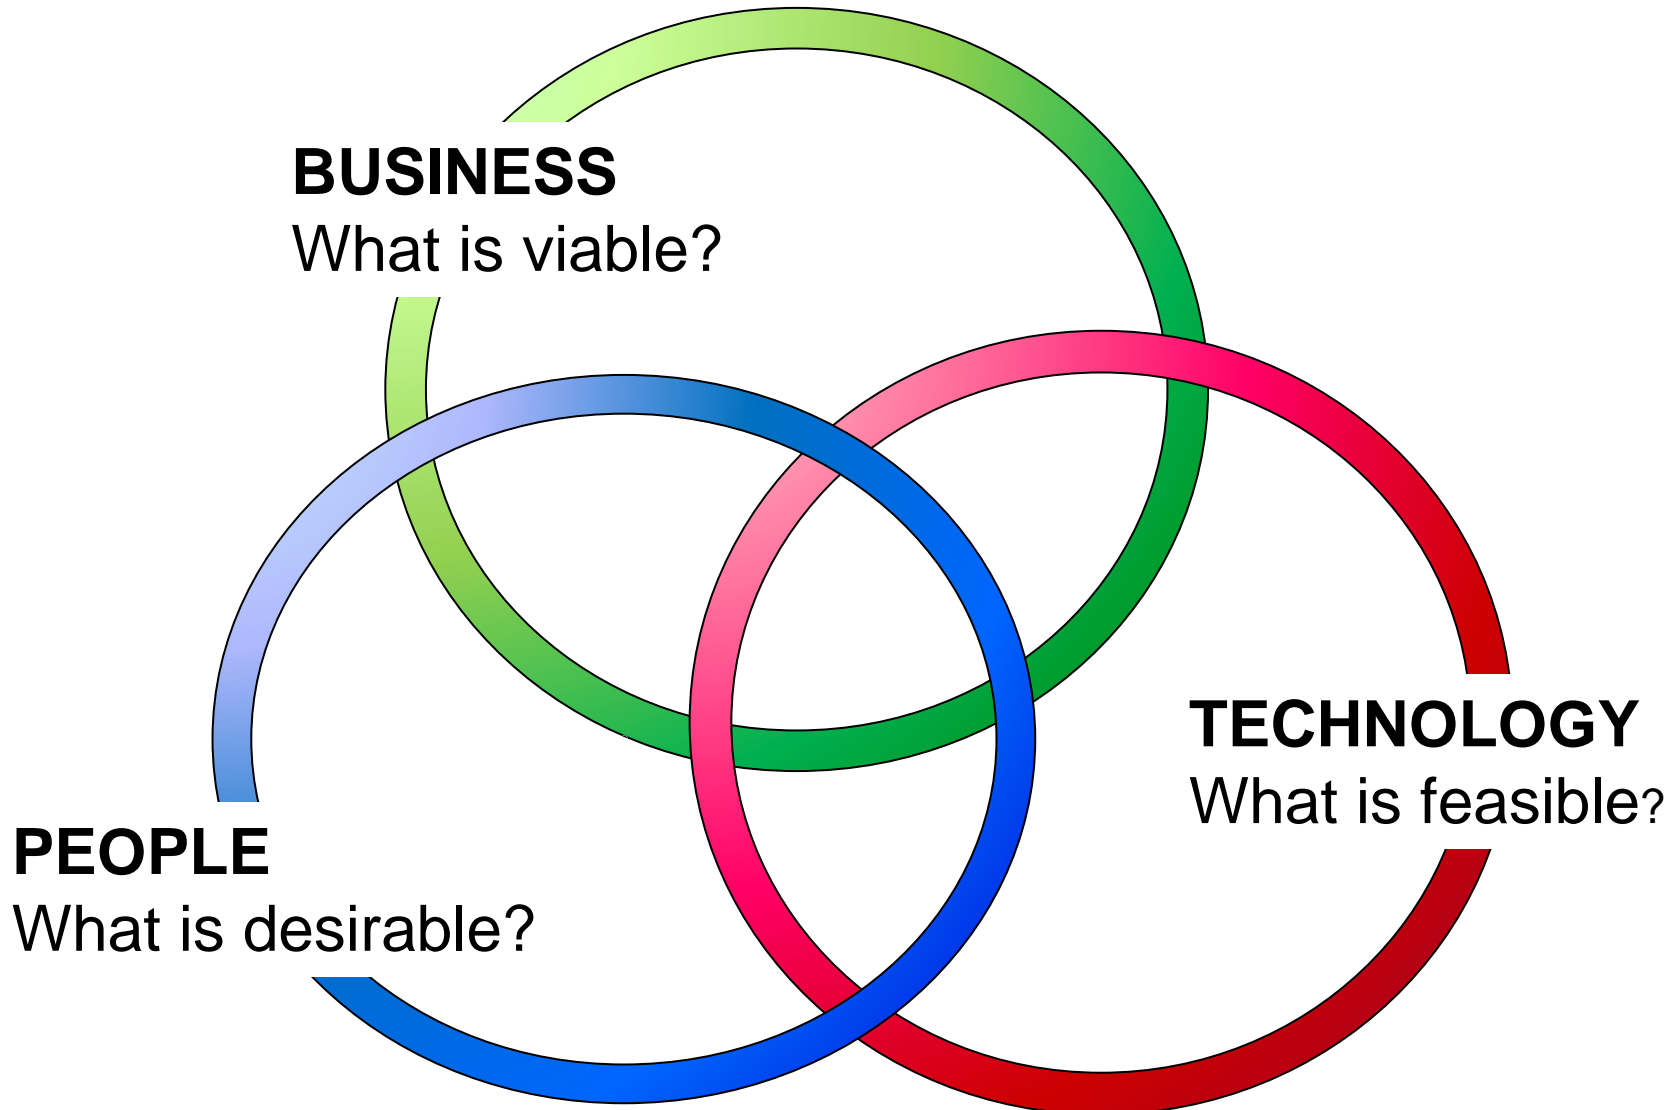 BUSINESS
What is viable?
TECHNOLOGY
What is feasible?
PEOPLE
What is desirable?